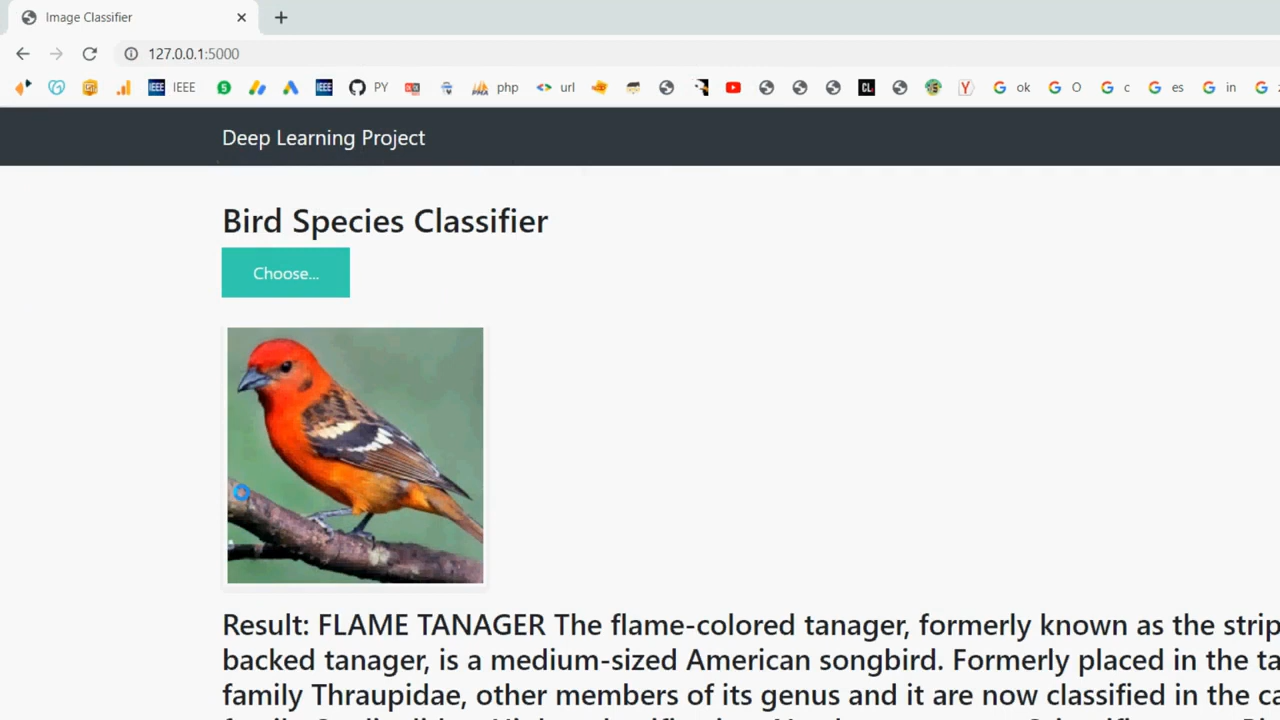 Image Classifier
127.0.0.1:5000
IEEE PY php url ok O c es in
Deep Learning Project
Bird Species Classifier
Choose...
Result: FLAME TANAGER The flame-colored tanager, formerly known as the
backed tanager, is a medium-sized American songbird. Formerly placed in the
family Thraupidae, other members of its genus and it are now classified in the